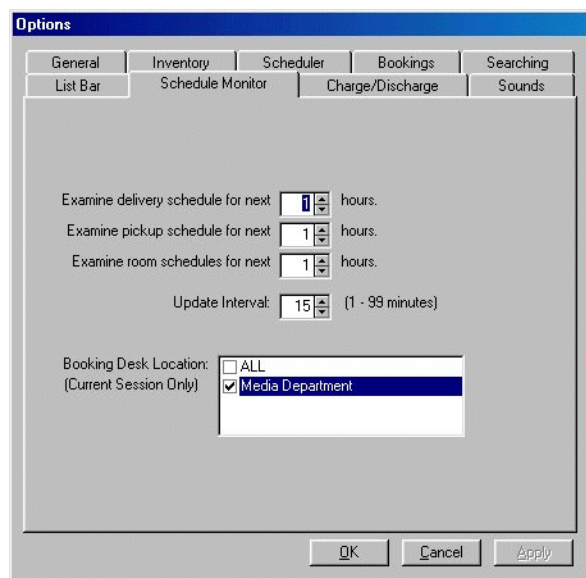 Options
General Inventory Scheduler Bookings Searching
List Bar Schedule Monitor Charge/Discharge Sounds
Examine delivery schedule for next 1 hours.
Examine pickup schedule for next 1 hours.
Examine room schedules for next 1 hours.
Update Interval: 15 (1 - 99 minutes)
Booking Desk Location: ALL
(Current Session Only) Media Department
OK Cancel Apply